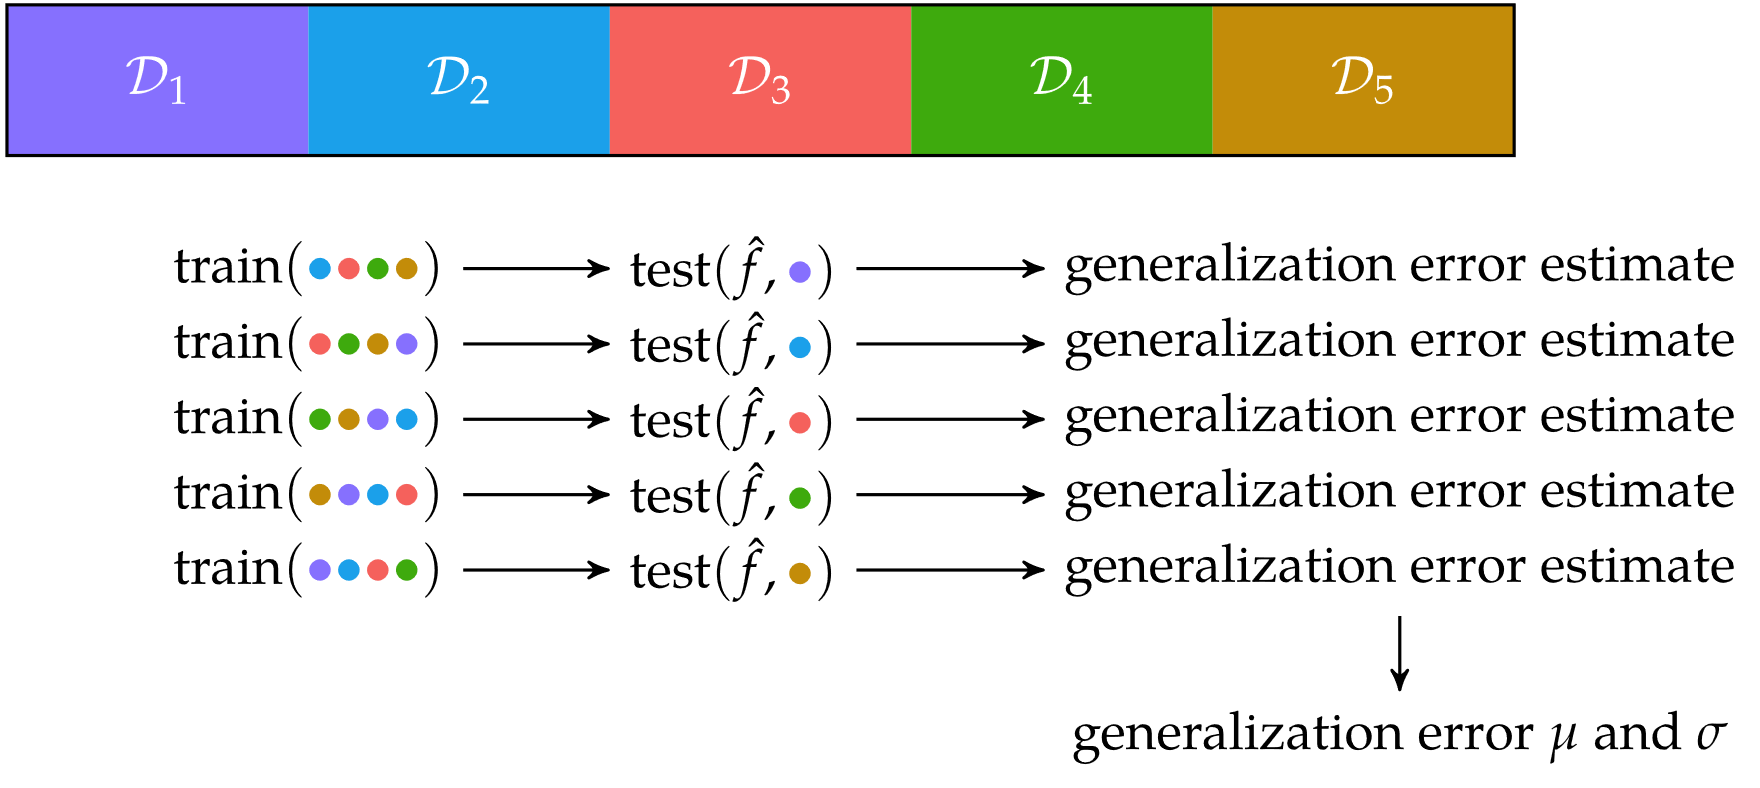 𝒟₁ 𝒟₂ 𝒟₃ 𝒟₄ 𝒟₅
train(● ● ● ●) ⟶ test(f̂, ●) ⟶ generalization error estimate
train(● ● ● ●) ⟶ test(f̂, ●) ⟶ generalization error estimate
train(● ● ● ●) ⟶ test(f̂, ●) ⟶ generalization error estimate
train(● ● ● ●) ⟶ test(f̂, ●) ⟶ generalization error estimate
train(● ● ● ●) ⟶ test(f̂, ●) ⟶ generalization error estimate
generalization error μ and σ